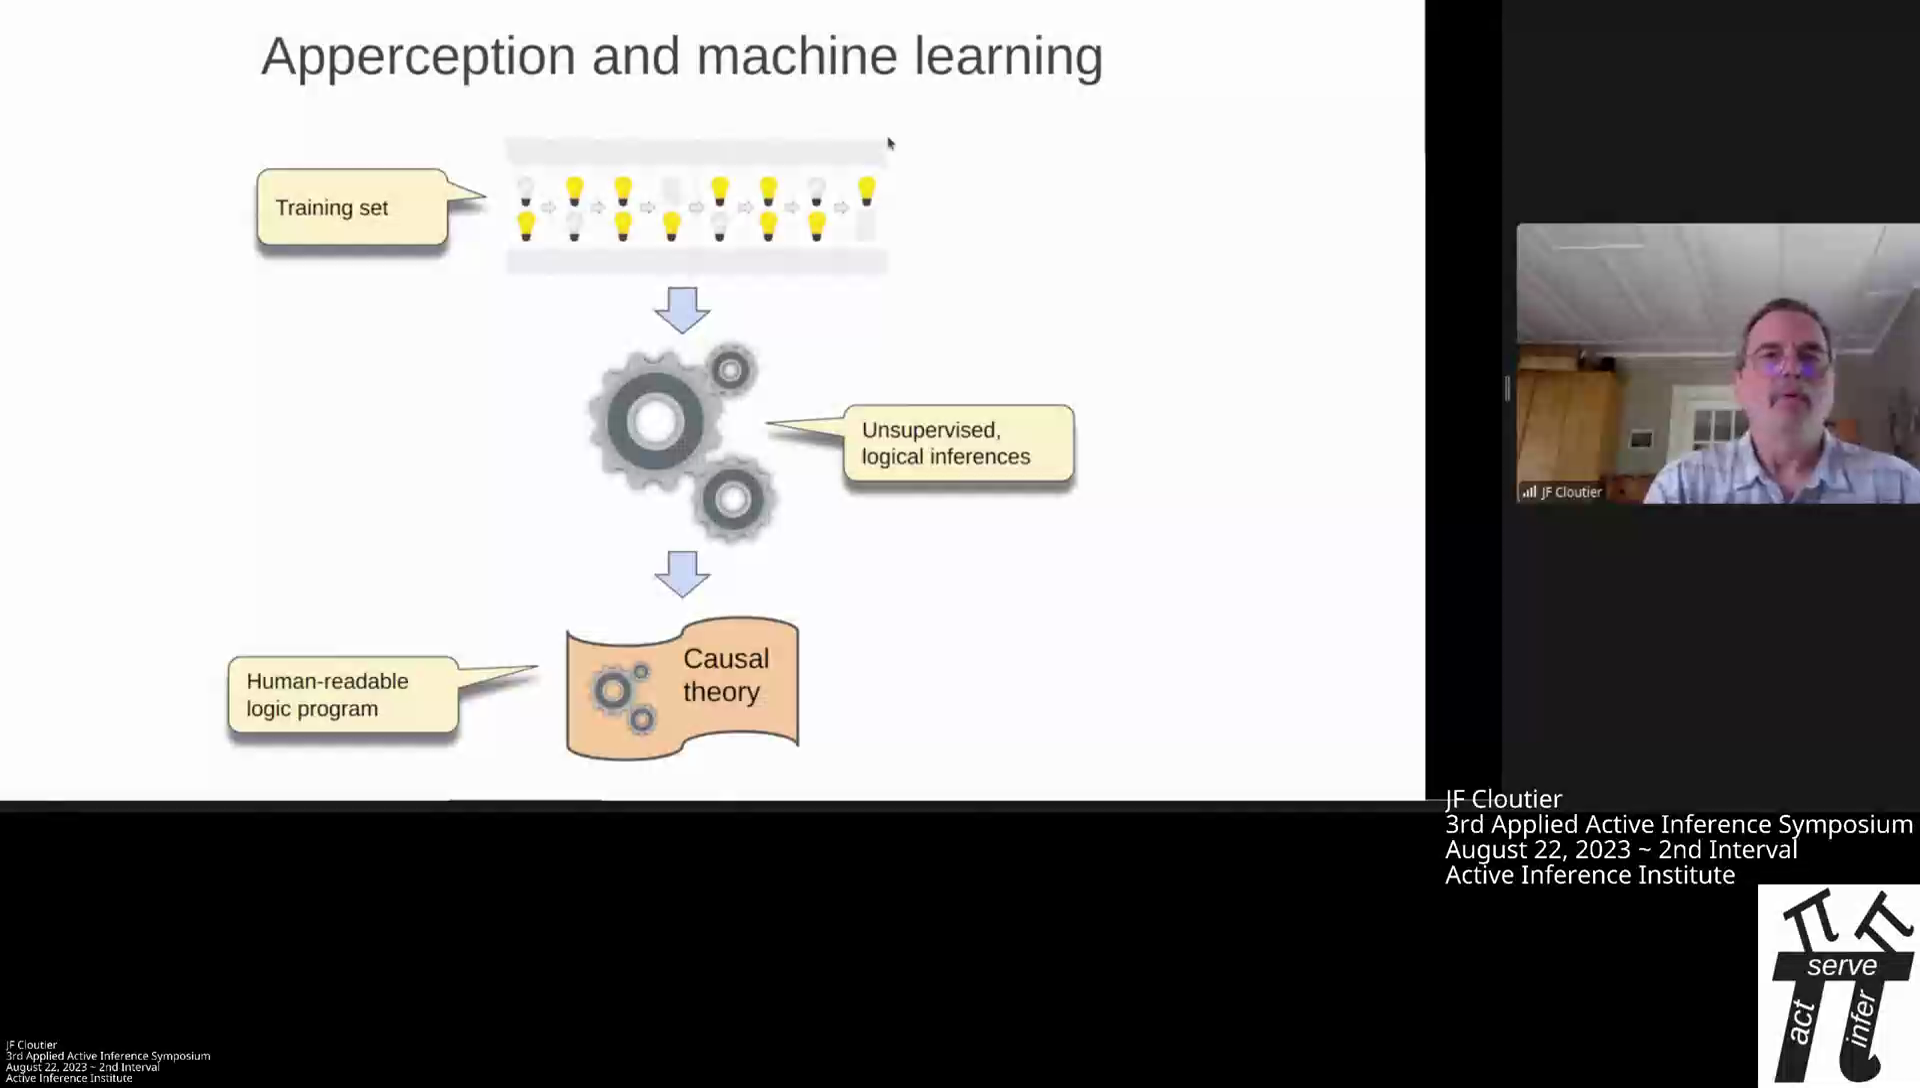 Apperception and machine learning
Training set
Unsupervised,
logical inferences
Causal
theory
Human-readable
logic program
JF Cloutier
JF Cloutier
3rd Applied Active Inference Symposium
August 22, 2023 ~ 2nd Interval
Active Inference Institute
serve
act
infer
JF Cloutier
3rd Applied Active Inference Symposium
August 22, 2023 ~ 2nd Interval
Active Inference Institute